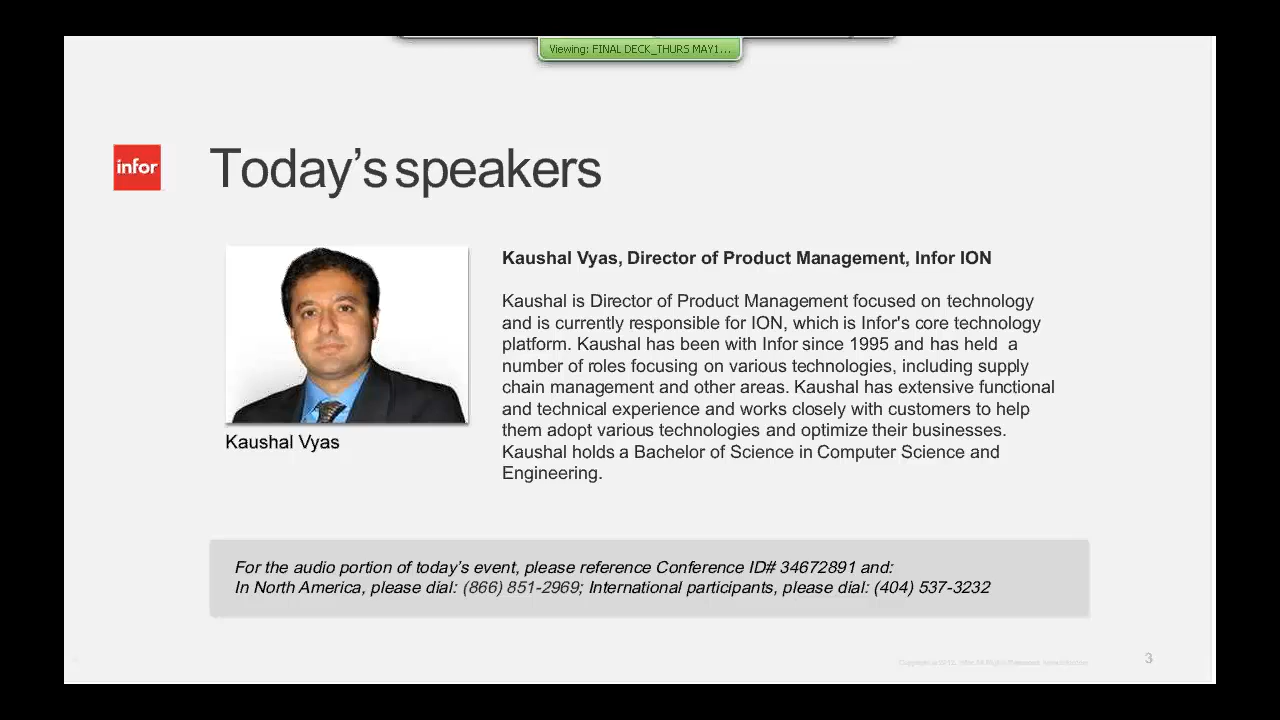 Viewing: FINAL DECK_THURS MAY1...
infor
Today's speakers
Kaushal Vyas, Director of Product Management, Infor ION
Kaushal is Director of Product Management focused on technology
and is currently responsible for ION, which is Infor's core technology
platform. Kaushal has been with Infor since 1995 and has held a
number of roles focusing on various technologies, including supply
chain management and other areas. Kaushal has extensive functional
and technical experience and works closely with customers to help
them adopt various technologies and optimize their businesses.
Kaushal holds a Bachelor of Science in Computer Science and
Engineering.
Kaushal Vyas
For the audio portion of today's event, please reference Conference ID# 34672891 and:
In North America, please dial: (866) 851-2969; International participants, please dial: (404) 537-3232
3